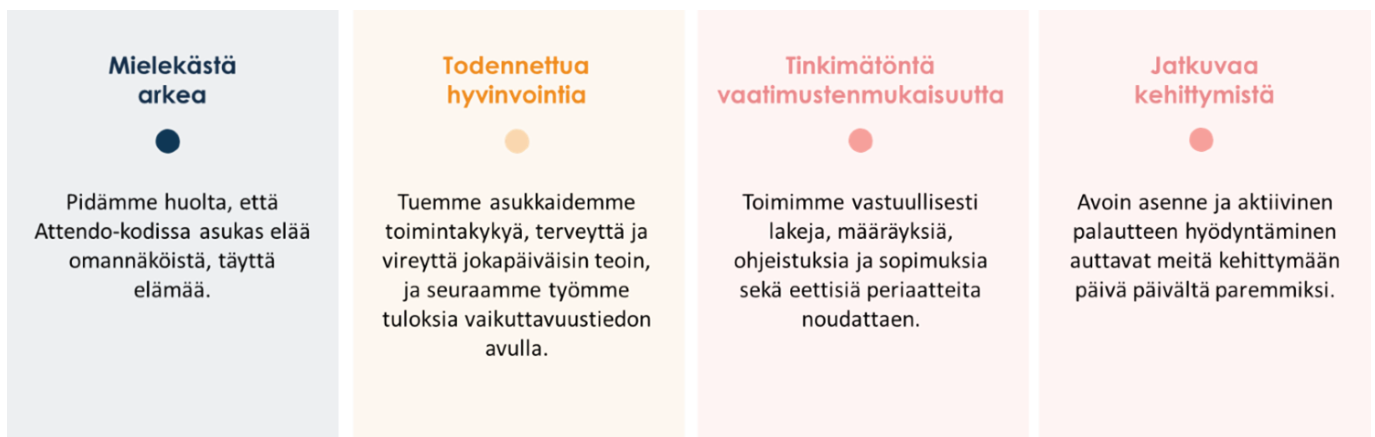 Mielekästä
arkea
Pidämme huolta, että
Attendo-kodissa asukas elää
omannäköistä, täyttä
elämää.
Todennettua
hyvinvointia
Tuemme asukkaidemme
toimintakykyä, terveyttä ja
vireyttä jokapäiväisin teoin,
ja seuraamme työmme
tuloksia vaikuttavuustiedon
avulla.
Tinkimätöntä
vaatimustenmukaisuutta
Toimimme vastuullisesti
lakeja, määräyksiä,
ohjeistuksia ja sopimuksia
sekä eettisiä periaatteita
noudattaen.
Jatkuvaa
kehittymistä
Avoin asenne ja aktiivinen
palautteen hyödyntäminen
auttavat meitä kehittymään
päivä päivältä paremmiksi.